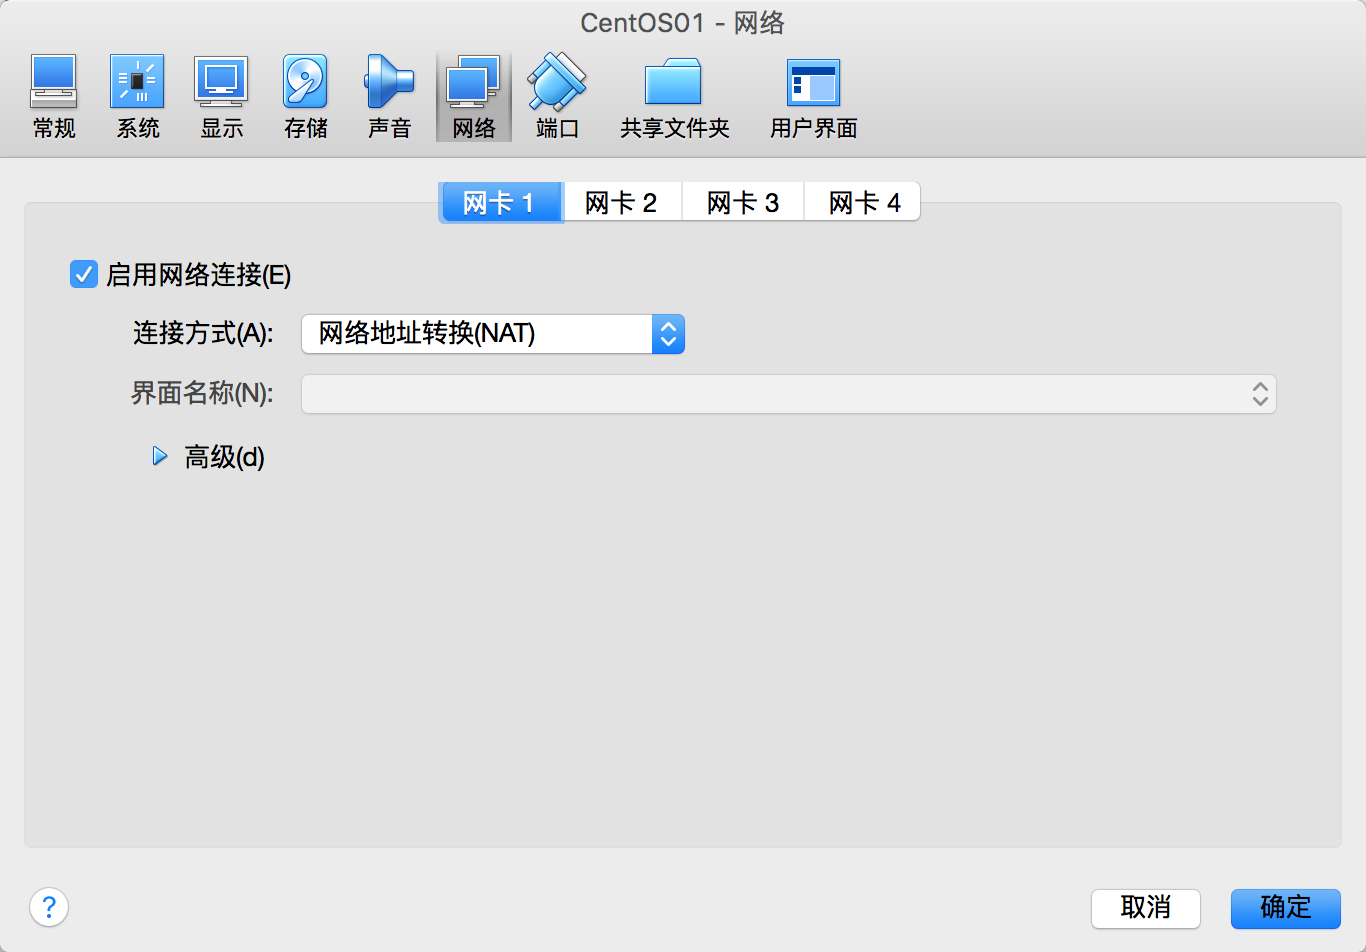 CentOS01 - 网络
常规 系统 显示 存储 声音 网络 端口 共享文件夹 用户界面
网卡 1 网卡 2 网卡 3 网卡 4
启用网络连接(E)
连接方式(A): 网络地址转换(NAT)
界面名称(N):
高级(d)
? 取消 确定